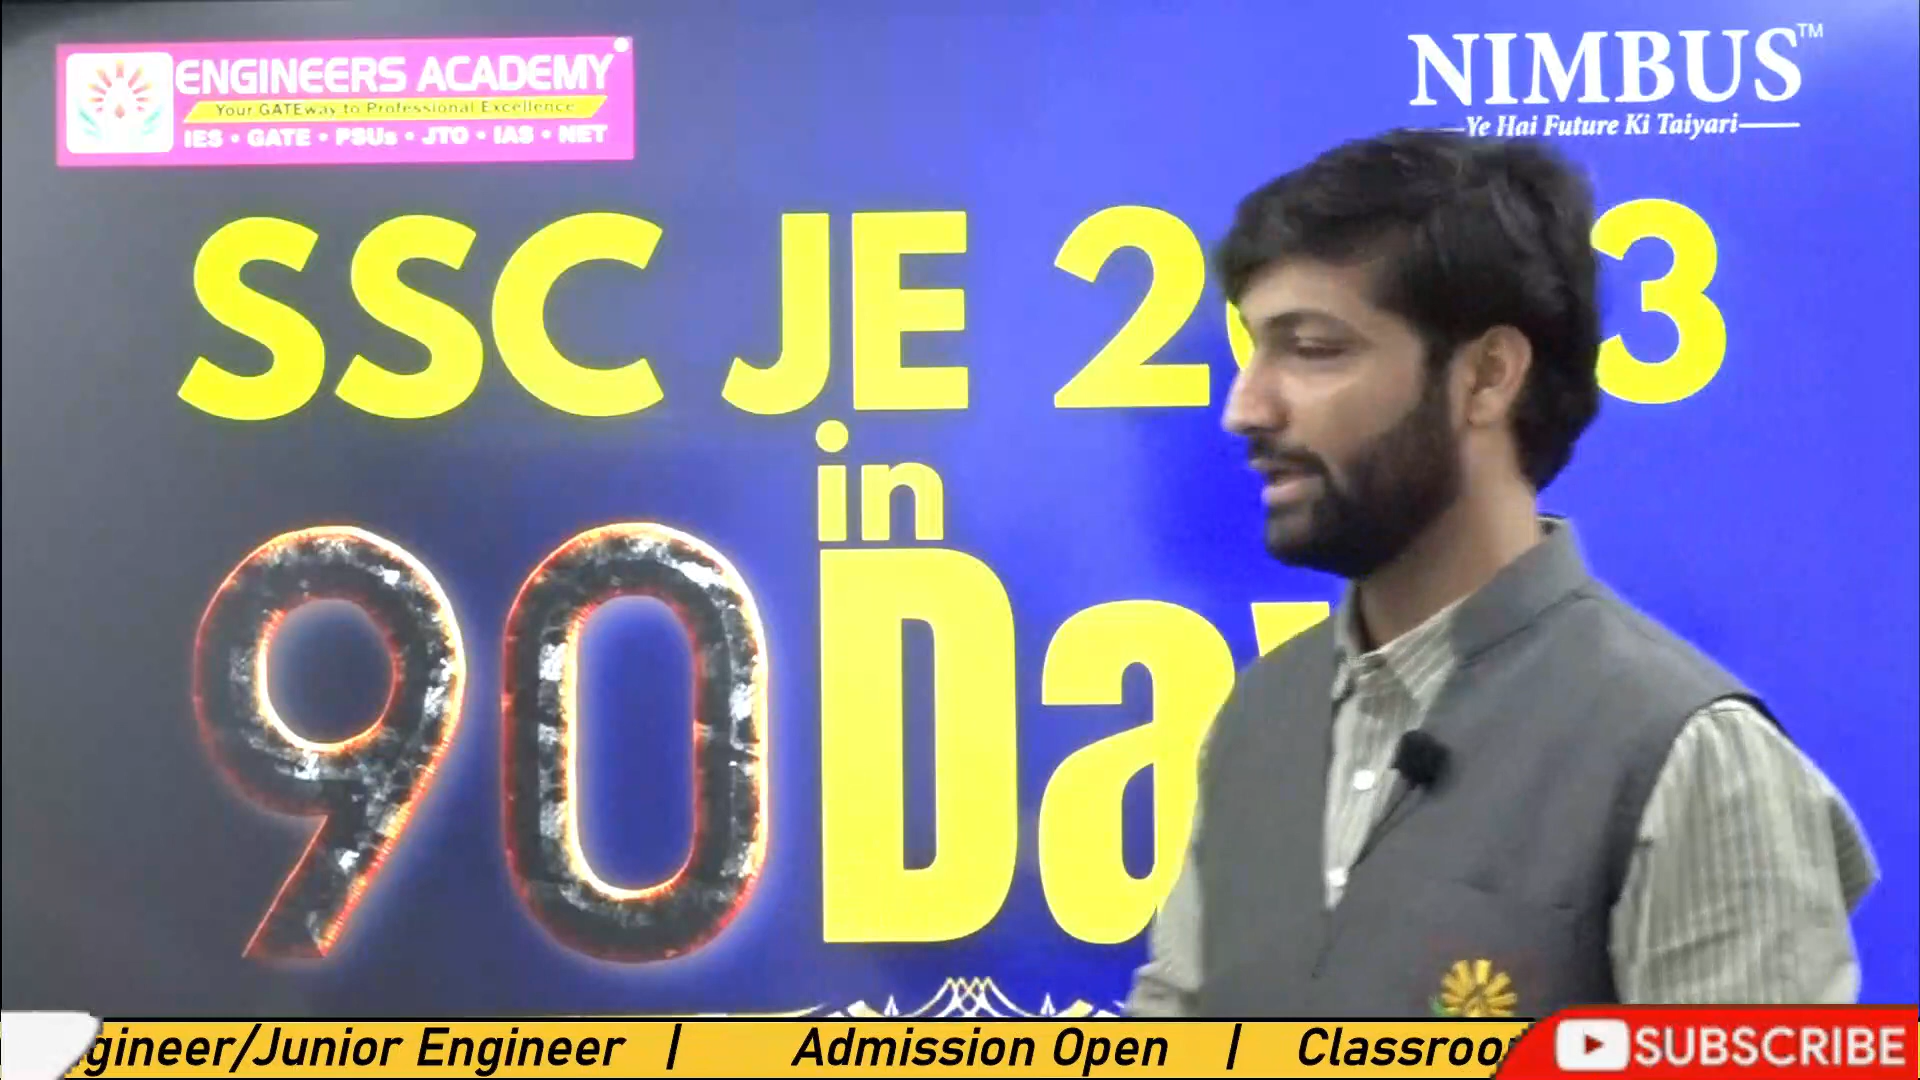 ENGINEERS ACADEMY®
Your GATEway to Professional Excellence
IES • GATE • PSUs • JTO • IAS • NET
NIMBUS™
Ye Hai Future Ki Taiyari
SSC JE 2 3
in
90 Da
gineer/Junior Engineer | Admission Open | Classroo
SUBSCRIBE